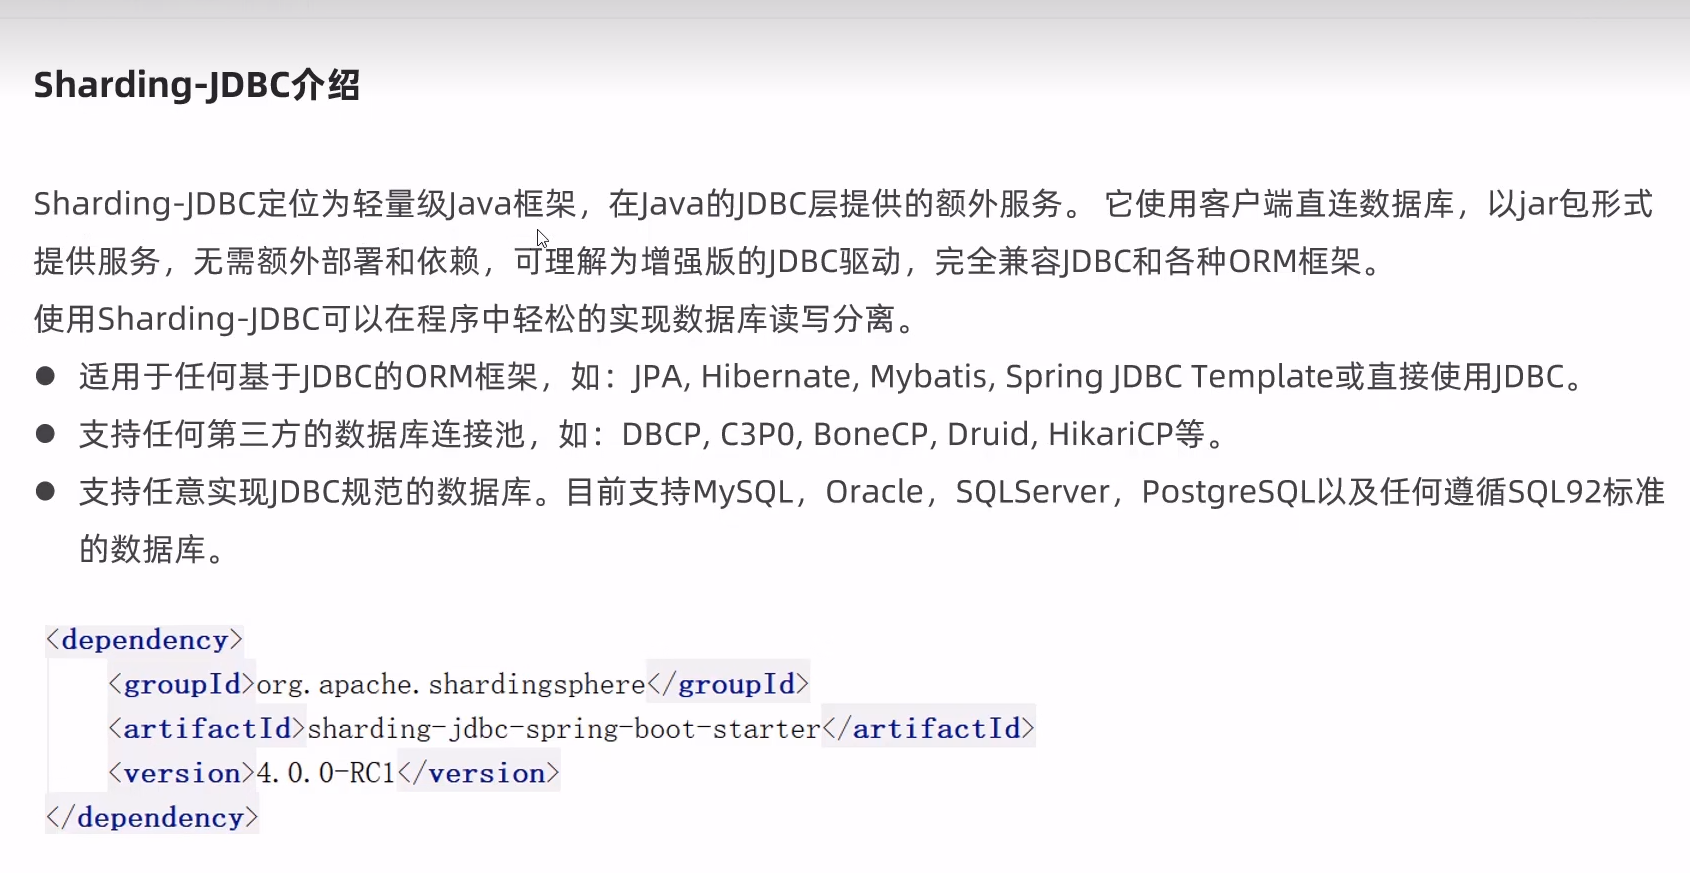 Sharding-JDBC介绍
Sharding-JDBC定位为轻量级Java框架，在Java的JDBC层提供的额外服务。 它使用客户端直连数据库，以jar包形式
提供服务，无需额外部署和依赖，可理解为增强版的JDBC驱动，完全兼容JDBC和各种ORM框架。
使用Sharding-JDBC可以在程序中轻松的实现数据库读写分离。
● 适用于任何基于JDBC的ORM框架，如：JPA, Hibernate, Mybatis, Spring JDBC Template或直接使用JDBC。
● 支持任何第三方的数据库连接池，如：DBCP, C3P0, BoneCP, Druid, HikariCP等。
● 支持任意实现JDBC规范的数据库。目前支持MySQL，Oracle，SQLServer，PostgreSQL以及任何遵循SQL92标准
的数据库。
<dependency>
    <groupId>org.apache.shardingsphere</groupId>
    <artifactId>sharding-jdbc-spring-boot-starter</artifactId>
    <version>4.0.0-RC1</version>
</dependency>